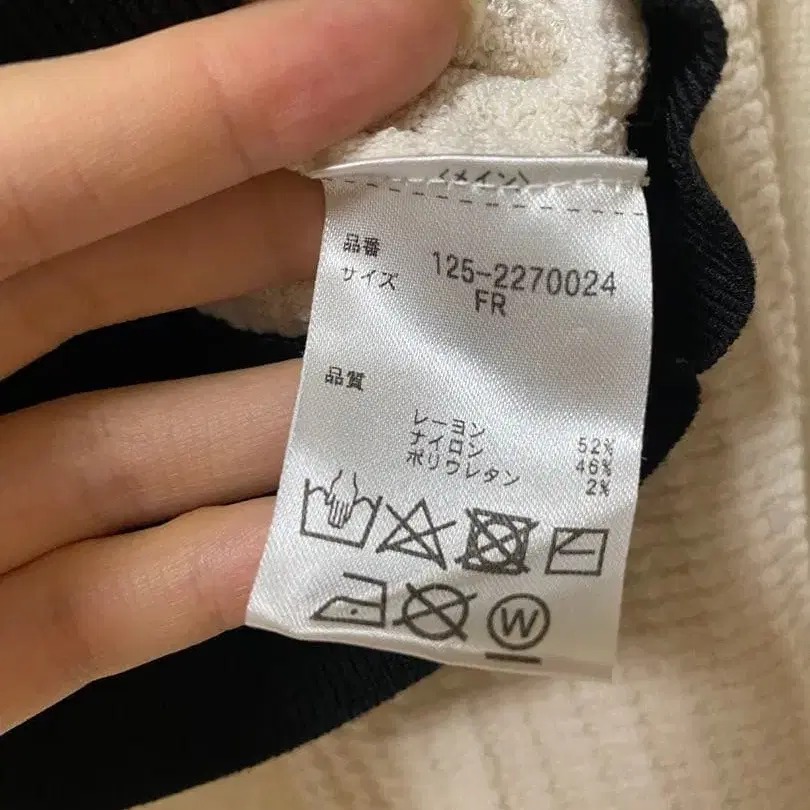 〈メイン〉
品番 125-2270024
サイズ FR
品質
レーヨン 52%
ナイロン 46%
ポリウレタン 2%
W